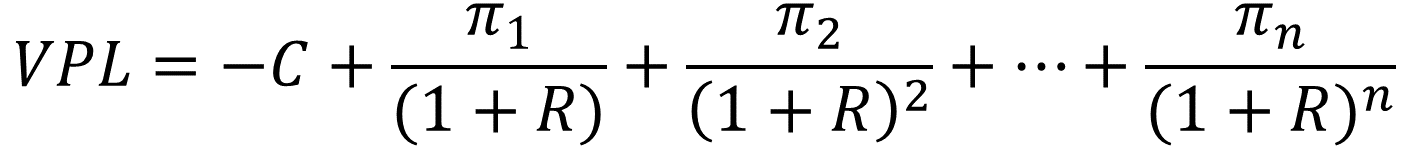 VPL = −C + π₁/(1 + R) + π₂/(1 + R)² + ⋯ + πₙ/(1 + R)ⁿ